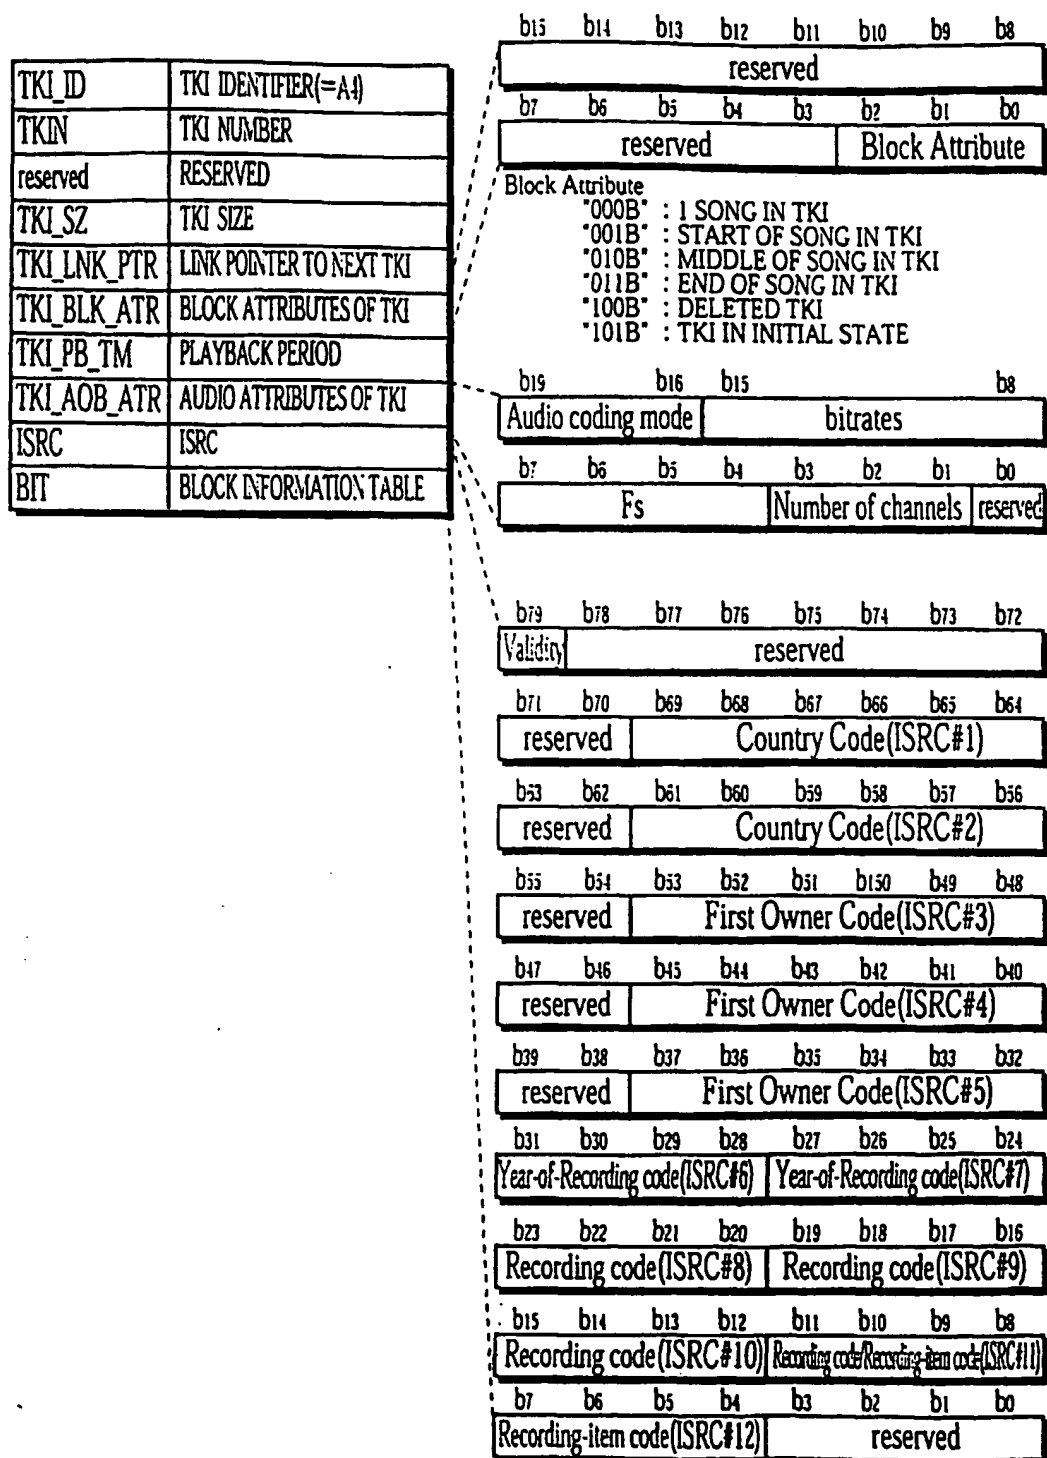 TKI_ID TKI IDENTIFIER(=A4)
TKIN TKI NUMBER
reserved RESERVED
TKI_SZ TKI SIZE
TKI_LNK_PTR LINK POINTER TO NEXT TKI
TKI_BLK_ATR BLOCK ATTRIBUTES OF TKI
TKI_PB_TM PLAYBACK PERIOD
TKI_AOB_ATR AUDIO ATTRIBUTES OF TKI
ISRC ISRC
BIT BLOCK INFORMATION TABLE
b15 b14 b13 b12 b11 b10 b9 b8
reserved
b7 b6 b5 b4 b3 b2 b1 b0
reserved Block Attribute
Block Attribute
"000B" : 1 SONG IN TKI
"001B" : START OF SONG IN TKI
"010B" : MIDDLE OF SONG IN TKI
"011B" : END OF SONG IN TKI
"100B" : DELETED TKI
"101B" : TKI IN INITIAL STATE
b19 b16 b15 b8
Audio coding mode bitrates
b7 b6 b5 b4 b3 b2 b1 b0
Fs Number of channels reserved
b79 b78 b77 b76 b75 b74 b73 b72
Validity reserved
b71 b70 b69 b68 b67 b66 b65 b64
reserved Country Code(ISRC#1)
b53 b62 b61 b60 b59 b58 b57 b56
reserved Country Code(ISRC#2)
b55 b54 b53 b52 b51 b150 b49 b48
reserved First Owner Code(ISRC#3)
b47 b46 b45 b44 b43 b42 b41 b40
reserved First Owner Code(ISRC#4)
b39 b38 b37 b36 b35 b34 b33 b32
reserved First Owner Code(ISRC#5)
b31 b30 b29 b28 b27 b26 b25 b24
Year-of-Recording code(ISRC#6) Year-of-Recording code(ISRC#7)
b23 b22 b21 b20 b19 b18 b17 b16
Recording code(ISRC#8) Recording code(ISRC#9)
b15 b14 b13 b12 b11 b10 b9 b8
Recording code(ISRC#10) Recording code/Recording-item code(ISRC#11)
b7 b6 b5 b4 b3 b2 b1 b0
Recording-item code(ISRC#12) reserved